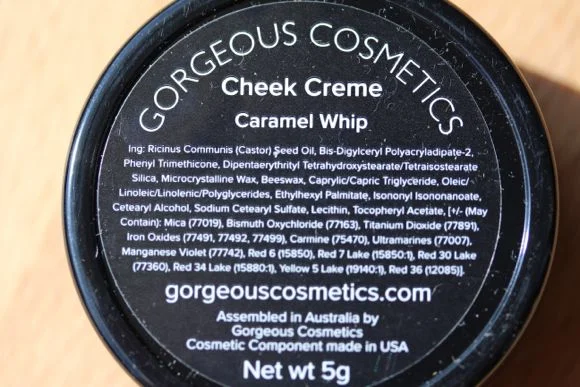 GORGEOUS COSMETICS
Cheek Creme
Caramel Whip
Ing: Ricinus Communis (Castor) Seed Oil, Bis-Diglyceryl Polyacryladipate-2,
Phenyl Trimethicone, Dipentaerythrityl Tetrahydroxystearate/Tetraisostearate
Silica, Microcrystalline Wax, Beeswax, Caprylic/Capric Triglyceride, Oleic/
Linoleic/Linolenic/Polyglycerides, Ethylhexyl Palmitate, Isononyl Isononanoate,
Cetearyl Alcohol, Sodium Cetearyl Sulfate, Lecithin, Tocopheryl Acetate, [+/- (May
Contain): Mica (77019), Bismuth Oxychloride (77163), Titanium Dioxide (77891),
Iron Oxides (77491, 77492, 77499), Carmine (75470), Ultramarines (77007),
Manganese Violet (77742), Red 6 (15850), Red 7 Lake (15850:1), Red 30 Lake
(77360), Red 34 Lake (15880:1), Yellow 5 Lake (19140:1), Red 36 (12085)].
gorgeouscosmetics.com
Assembled in Australia by
Gorgeous Cosmetics
Cosmetic Component made in USA
Net wt 5g